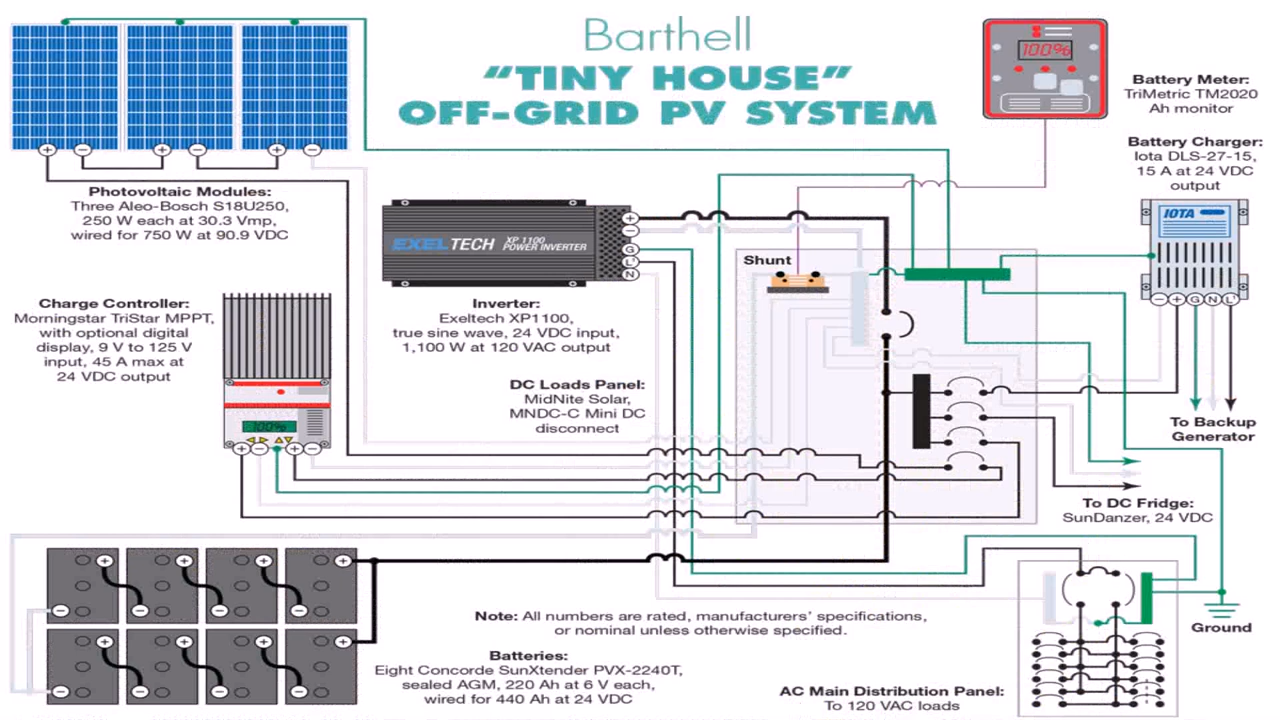 Barthell
“TINY HOUSE”
OFF-GRID PV SYSTEM
100%
Battery Meter:
TriMetric TM2020
Ah monitor
Battery Charger:
Iota DLS-27-15,
15 A at 24 VDC
output
IOTA
− + G N L¹
To Backup
Generator
+ − + − + −
Photovoltaic Modules:
Three Aleo-Bosch S18U250,
250 W each at 30.3 Vmp,
wired for 750 W at 90.9 VDC
EXELTECH XP 1100
POWER INVERTER
+
−
G
L¹
N
Inverter:
Exeltech XP1100,
true sine wave, 24 VDC input,
1,100 W at 120 VAC output
Shunt
Charge Controller:
Morningstar TriStar MPPT,
with optional digital
display, 9 V to 125 V
input, 45 A max at
24 VDC output
100%
+ − + −
DC Loads Panel:
MidNite Solar,
MNDC-C Mini DC
disconnect
To DC Fridge:
SunDanzer, 24 VDC
+ + + +
− − − −
+ + + +
− − − −
Note: All numbers are rated, manufacturers’ specifications,
or nominal unless otherwise specified.
Batteries:
Eight Concorde SunXtender PVX-2240T,
sealed AGM, 220 Ah at 6 V each,
wired for 440 Ah at 24 VDC
Ground
AC Main Distribution Panel:
To 120 VAC loads